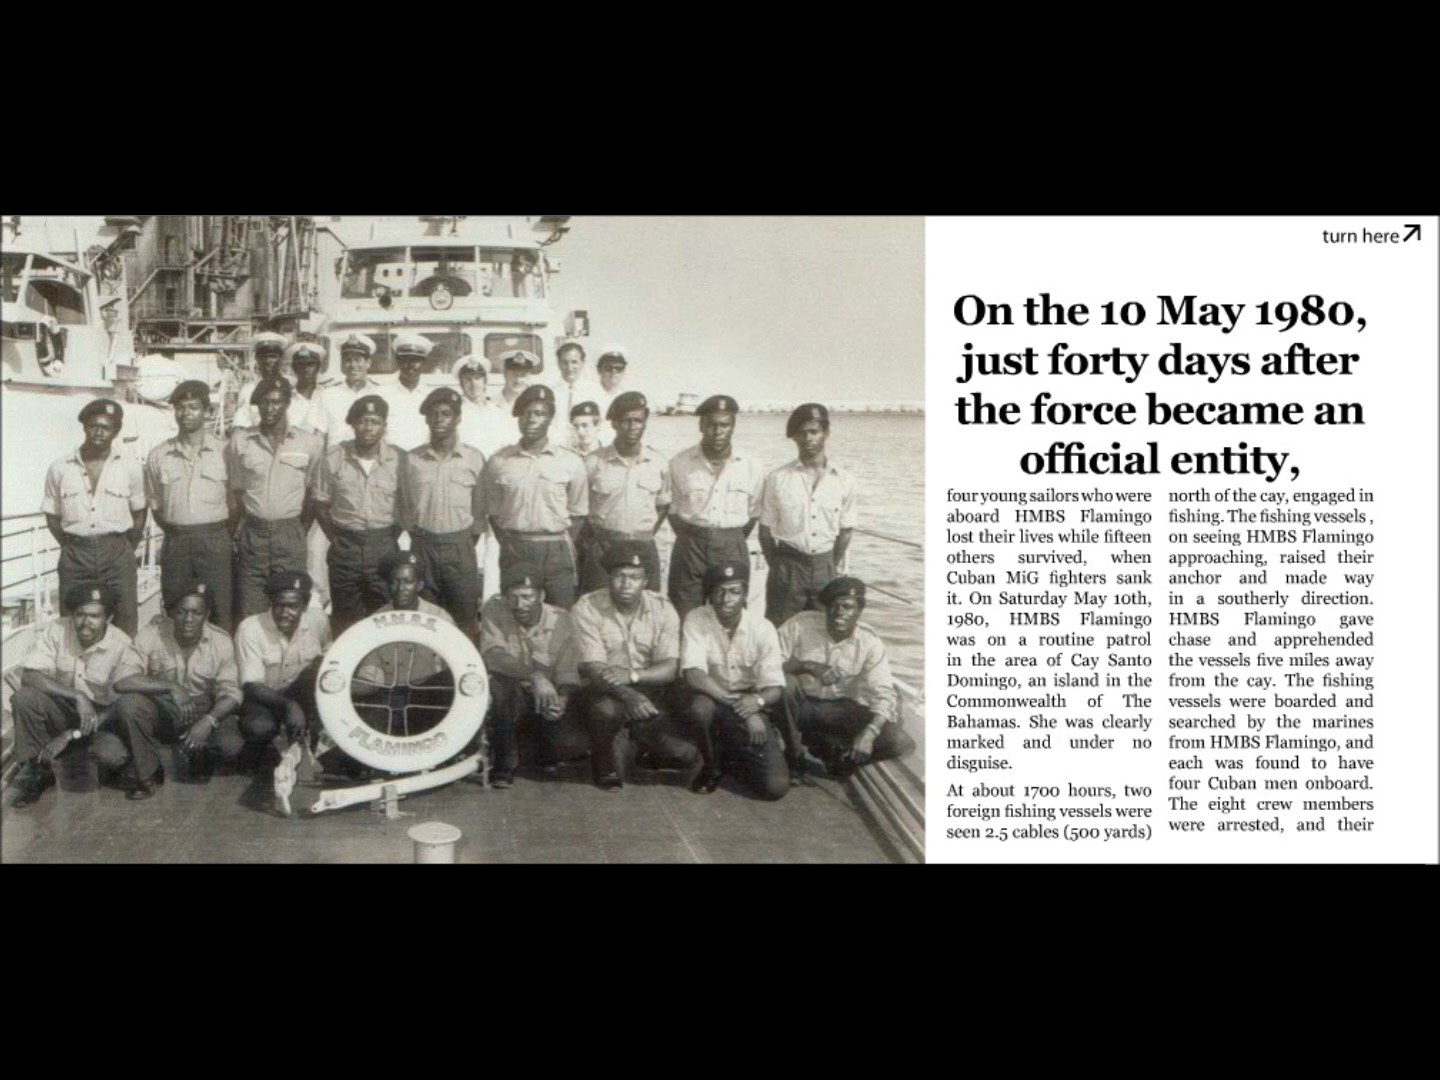 H.M.B.S
FLAMINGO
turn here
On the 10 May 1980,
just forty days after
the force became an
official entity,
four young sailors who were
aboard HMBS Flamingo
lost their lives while fifteen
others survived, when
Cuban MiG fighters sank
it. On Saturday May 10th,
1980, HMBS Flamingo
was on a routine patrol
in the area of Cay Santo
Domingo, an island in the
Commonwealth of The
Bahamas. She was clearly
marked and under no
disguise.
At about 1700 hours, two
foreign fishing vessels were
seen 2.5 cables (500 yards)
north of the cay, engaged in
fishing. The fishing vessels ,
on seeing HMBS Flamingo
approaching, raised their
anchor and made way
in a southerly direction.
HMBS Flamingo gave
chase and apprehended
the vessels five miles away
from the cay. The fishing
vessels were boarded and
searched by the marines
from HMBS Flamingo, and
each was found to have
four Cuban men onboard.
The eight crew members
were arrested, and their